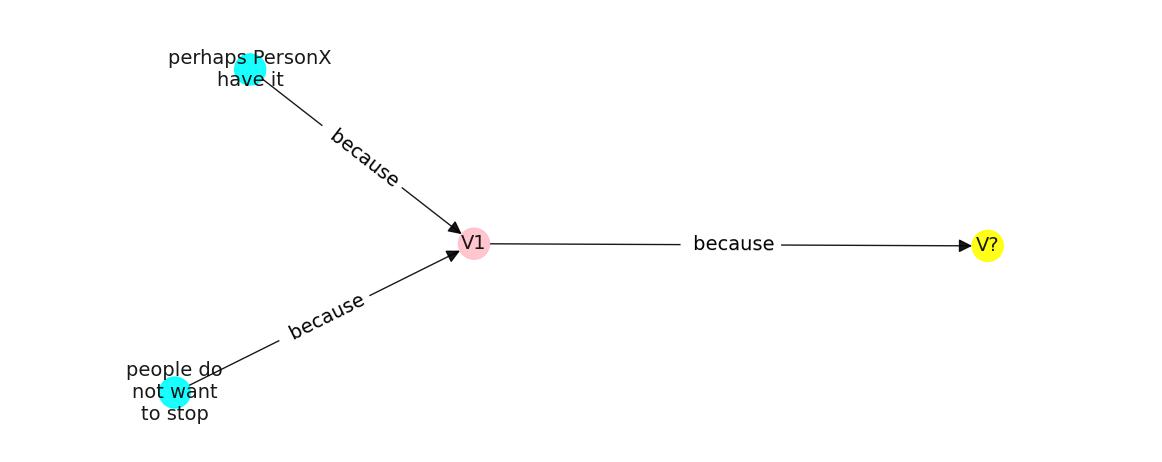 perhaps PersonX
have it
because
V1
because
V?
because
people do
not want
to stop